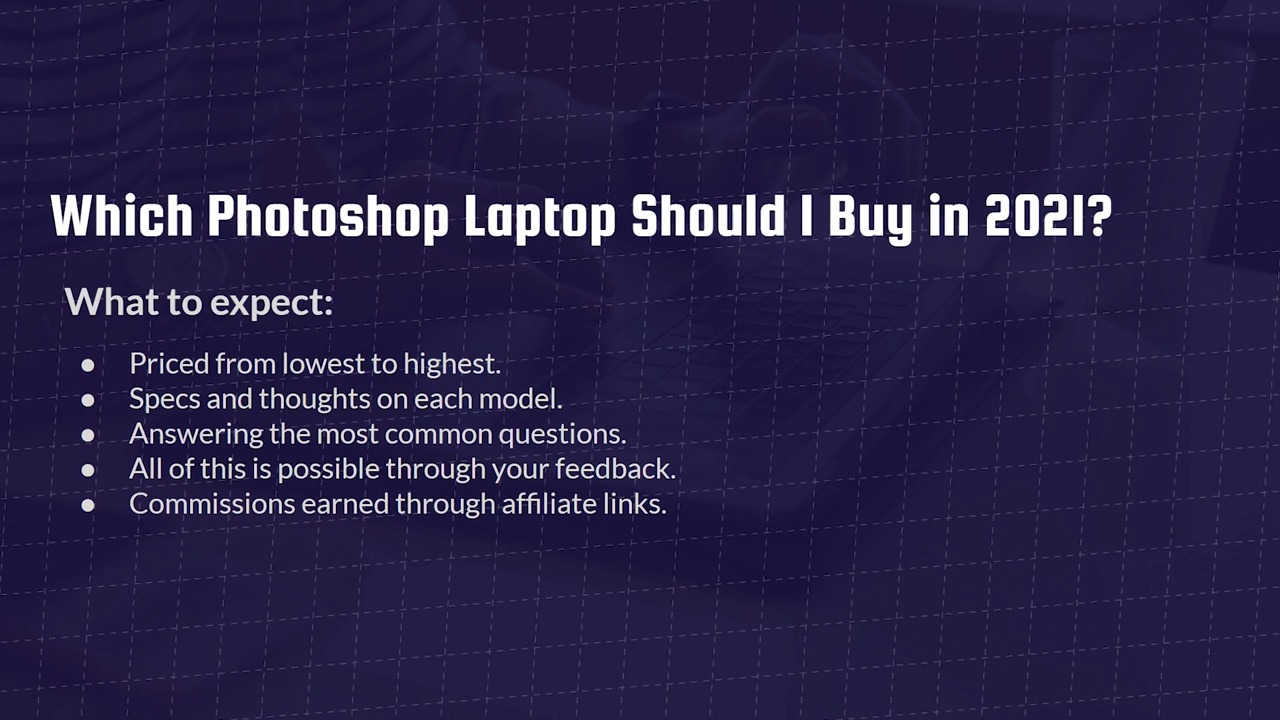 Which Photoshop Laptop Should I Buy in 2021?
What to expect:
● Priced from lowest to highest.
● Specs and thoughts on each model.
● Answering the most common questions.
● All of this is possible through your feedback.
● Commissions earned through affiliate links.